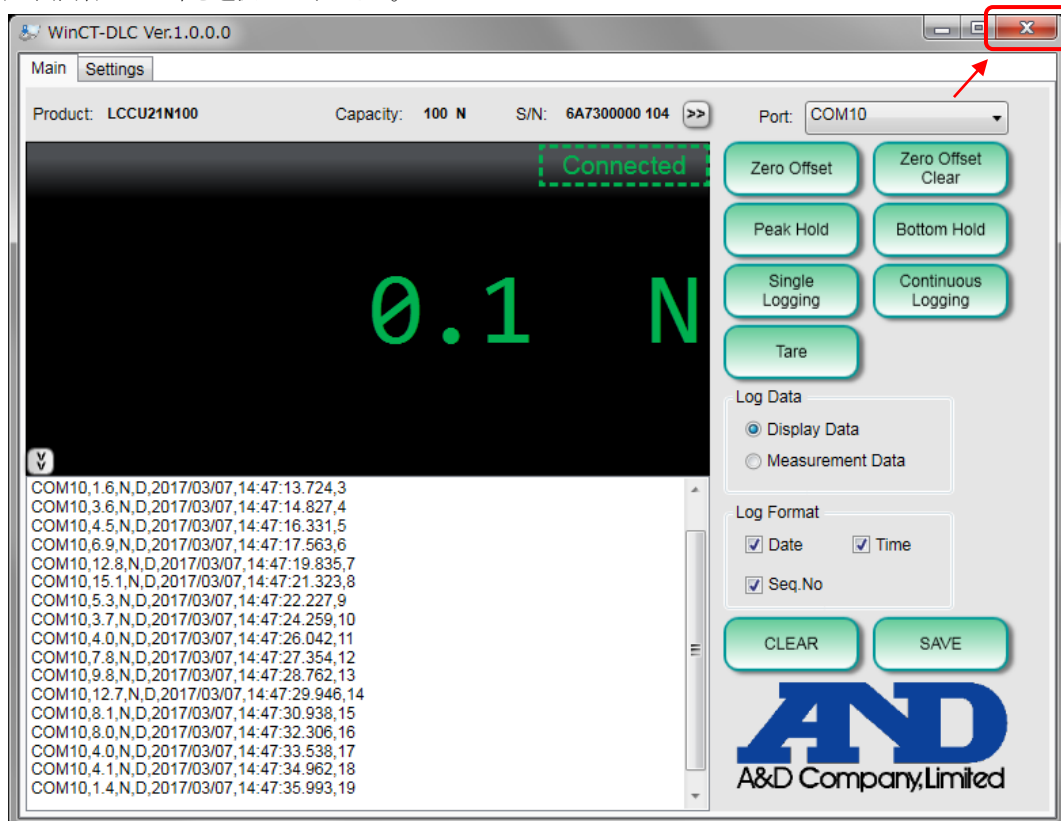 WinCT-DLC Ver.1.0.0.0
Main Settings
Product: LCCU21N100 Capacity: 100 N S/N: 6A7300000 104 >> Port: COM10
Connected
0.1 N
Zero Offset
Zero Offset
Clear
Peak Hold
Bottom Hold
Single
Logging
Continuous
Logging
Tare
Log Data
Display Data
Measurement Data
Log Format
Date Time
Seq.No
CLEAR SAVE
COM10,1.6,N,D,2017/03/07,14:47:13.724,3
COM10,3.6,N,D,2017/03/07,14:47:14.827,4
COM10,4.5,N,D,2017/03/07,14:47:16.331,5
COM10,6.9,N,D,2017/03/07,14:47:17.563,6
COM10,12.8,N,D,2017/03/07,14:47:19.835,7
COM10,15.1,N,D,2017/03/07,14:47:21.323,8
COM10,5.3,N,D,2017/03/07,14:47:22.227,9
COM10,3.7,N,D,2017/03/07,14:47:24.259,10
COM10,4.0,N,D,2017/03/07,14:47:26.042,11
COM10,7.8,N,D,2017/03/07,14:47:27.354,12
COM10,9.8,N,D,2017/03/07,14:47:28.762,13
COM10,12.7,N,D,2017/03/07,14:47:29.946,14
COM10,8.1,N,D,2017/03/07,14:47:30.938,15
COM10,8.0,N,D,2017/03/07,14:47:32.306,16
COM10,4.0,N,D,2017/03/07,14:47:33.538,17
COM10,4.1,N,D,2017/03/07,14:47:34.962,18
COM10,1.4,N,D,2017/03/07,14:47:35.993,19
AND
A&D Company,Limited